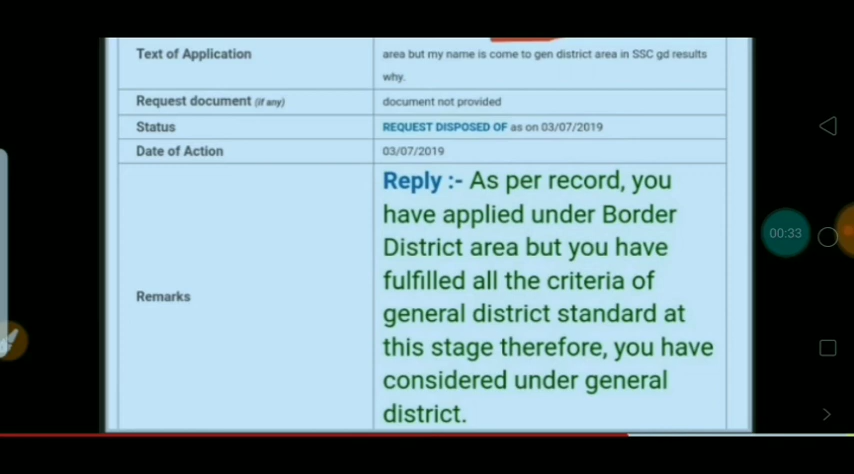 Text of Application
area but my name is come to gen district area in SSC gd results
why.
Request document (if any)
document not provided
Status
REQUEST DISPOSED OF as on 03/07/2019
Date of Action
03/07/2019
Remarks
Reply :- As per record, you
have applied under Border
District area but you have
fulfilled all the criteria of
general district standard at
this stage therefore, you have
considered under general
district.
00:33